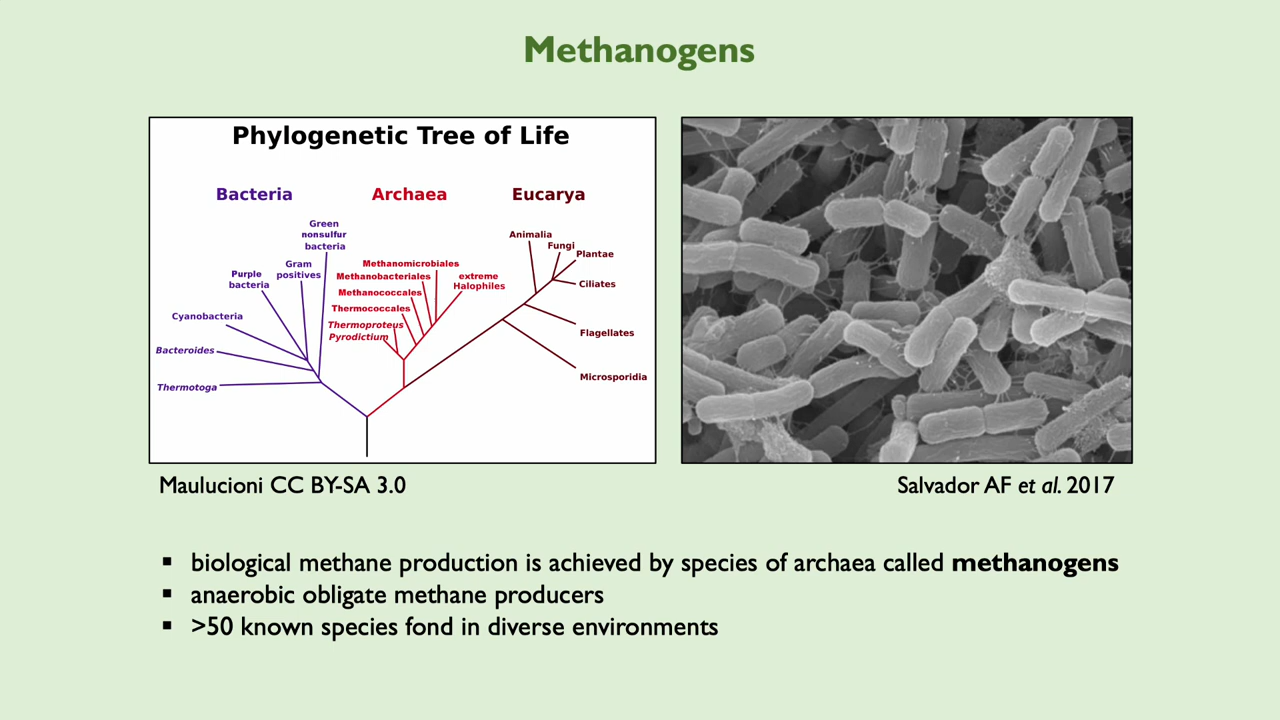 Methanogens
Phylogenetic Tree of Life
Bacteria
Archaea
Eucarya
Green
nonsulfur
bacteria
Gram
positives
Purple
bacteria
Cyanobacteria
Bacteroides
Thermotoga
Methanomicrobiales
Methanobacteriales
Methanococcales
Thermococcales
Thermoproteus
Pyrodictium
extreme
Halophiles
Animalia
Fungi
Plantae
Ciliates
Flagellates
Microsporidia
Maulucioni CC BY-SA 3.0
Salvador AF et al. 2017
▪ biological methane production is achieved by species of archaea called methanogens
▪ anaerobic obligate methane producers
▪ >50 known species fond in diverse environments